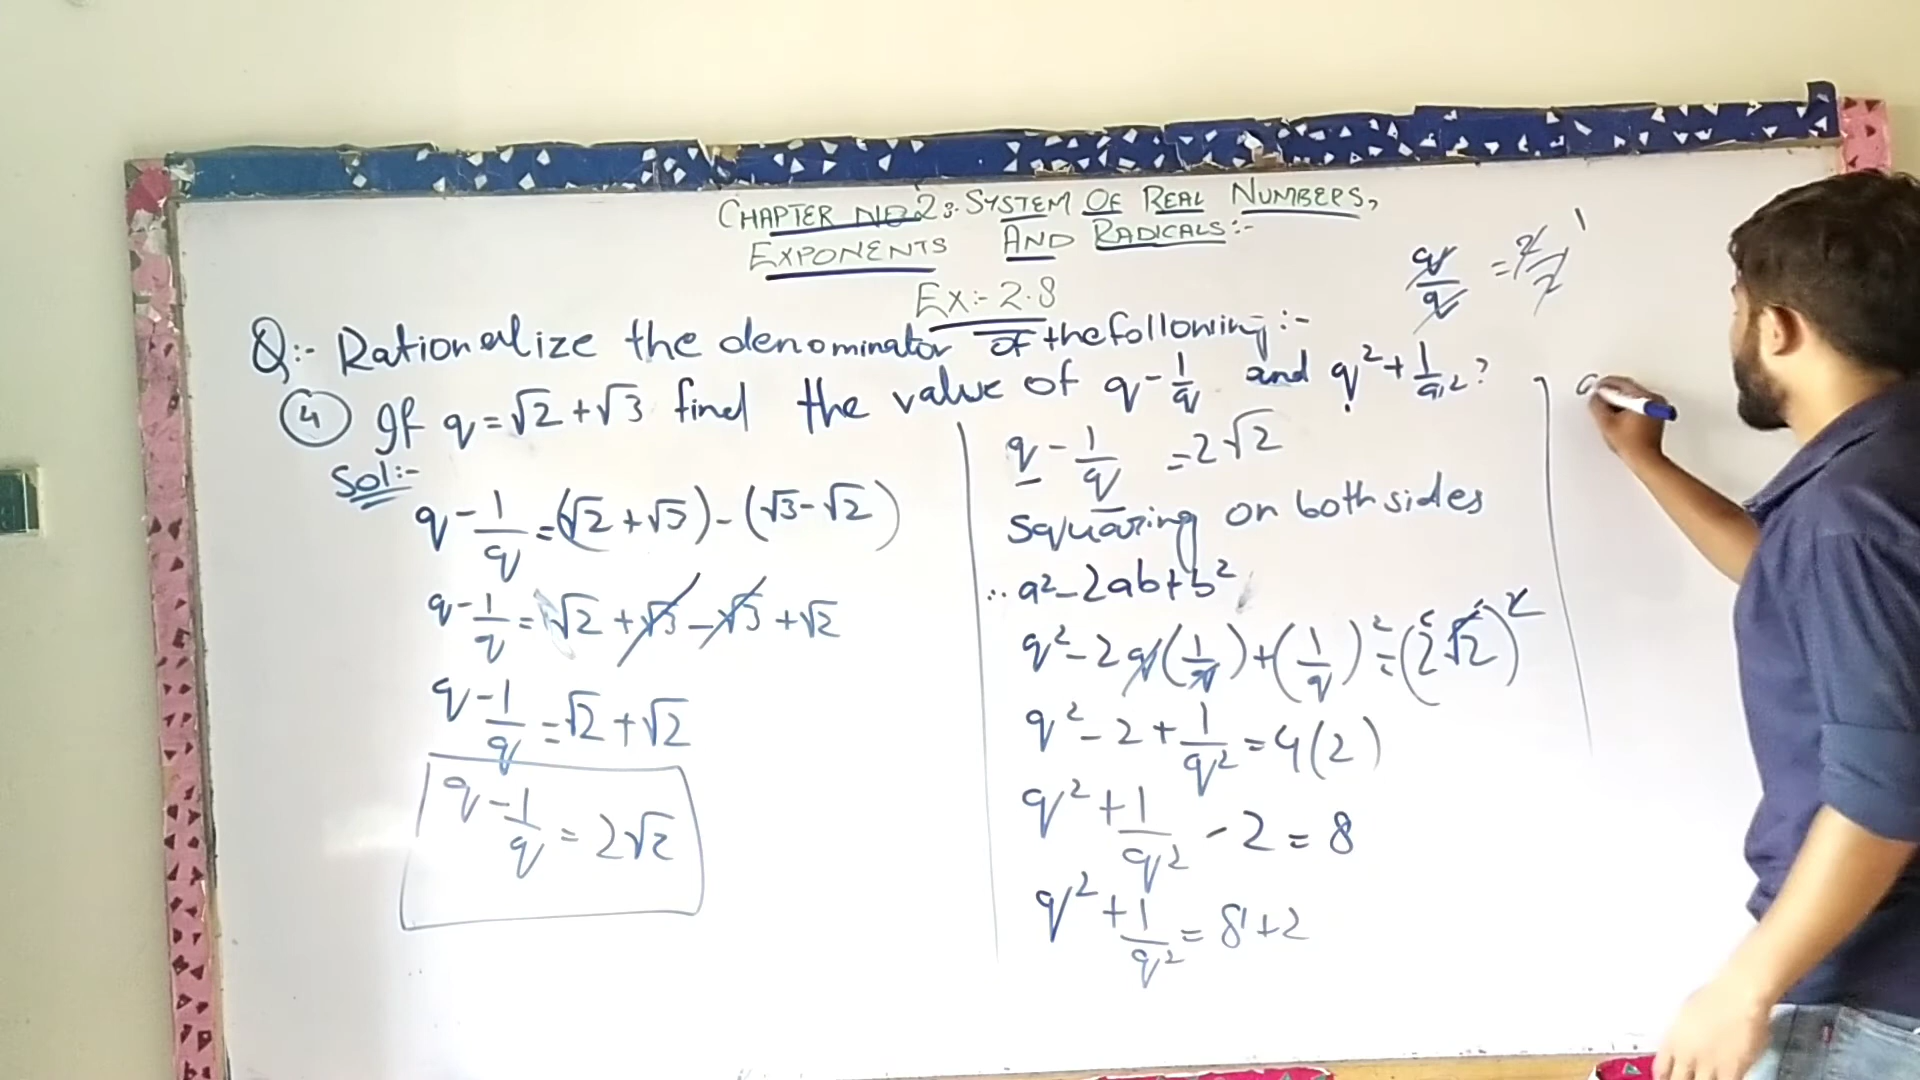 CHAPTER NO 2:- SYSTEM OF REAL NUMBERS,
EXPONENTS AND RADICALS:-
Ex:- 2.8
q/q = 2/2 1
Q:- Rationalize the denominator of the following:-
(4) If q = √2 + √3 find the value of q - 1/q and q² + 1/q²?
Sol:-
q - 1/q = (√2 + √3) - (√3 - √2)
q - 1/q = √2 + √3 - √3 + √2
q - 1/q = √2 + √2
q - 1/q = 2√2
q - 1/q = 2√2
Squaring on both sides
∴ a² - 2ab + b²
q² - 2q(1/q) + (1/q)² = (2√2)²
q² - 2 + 1/q² = 4(2)
q² + 1/q² - 2 = 8
q² + 1/q² = 8 + 2